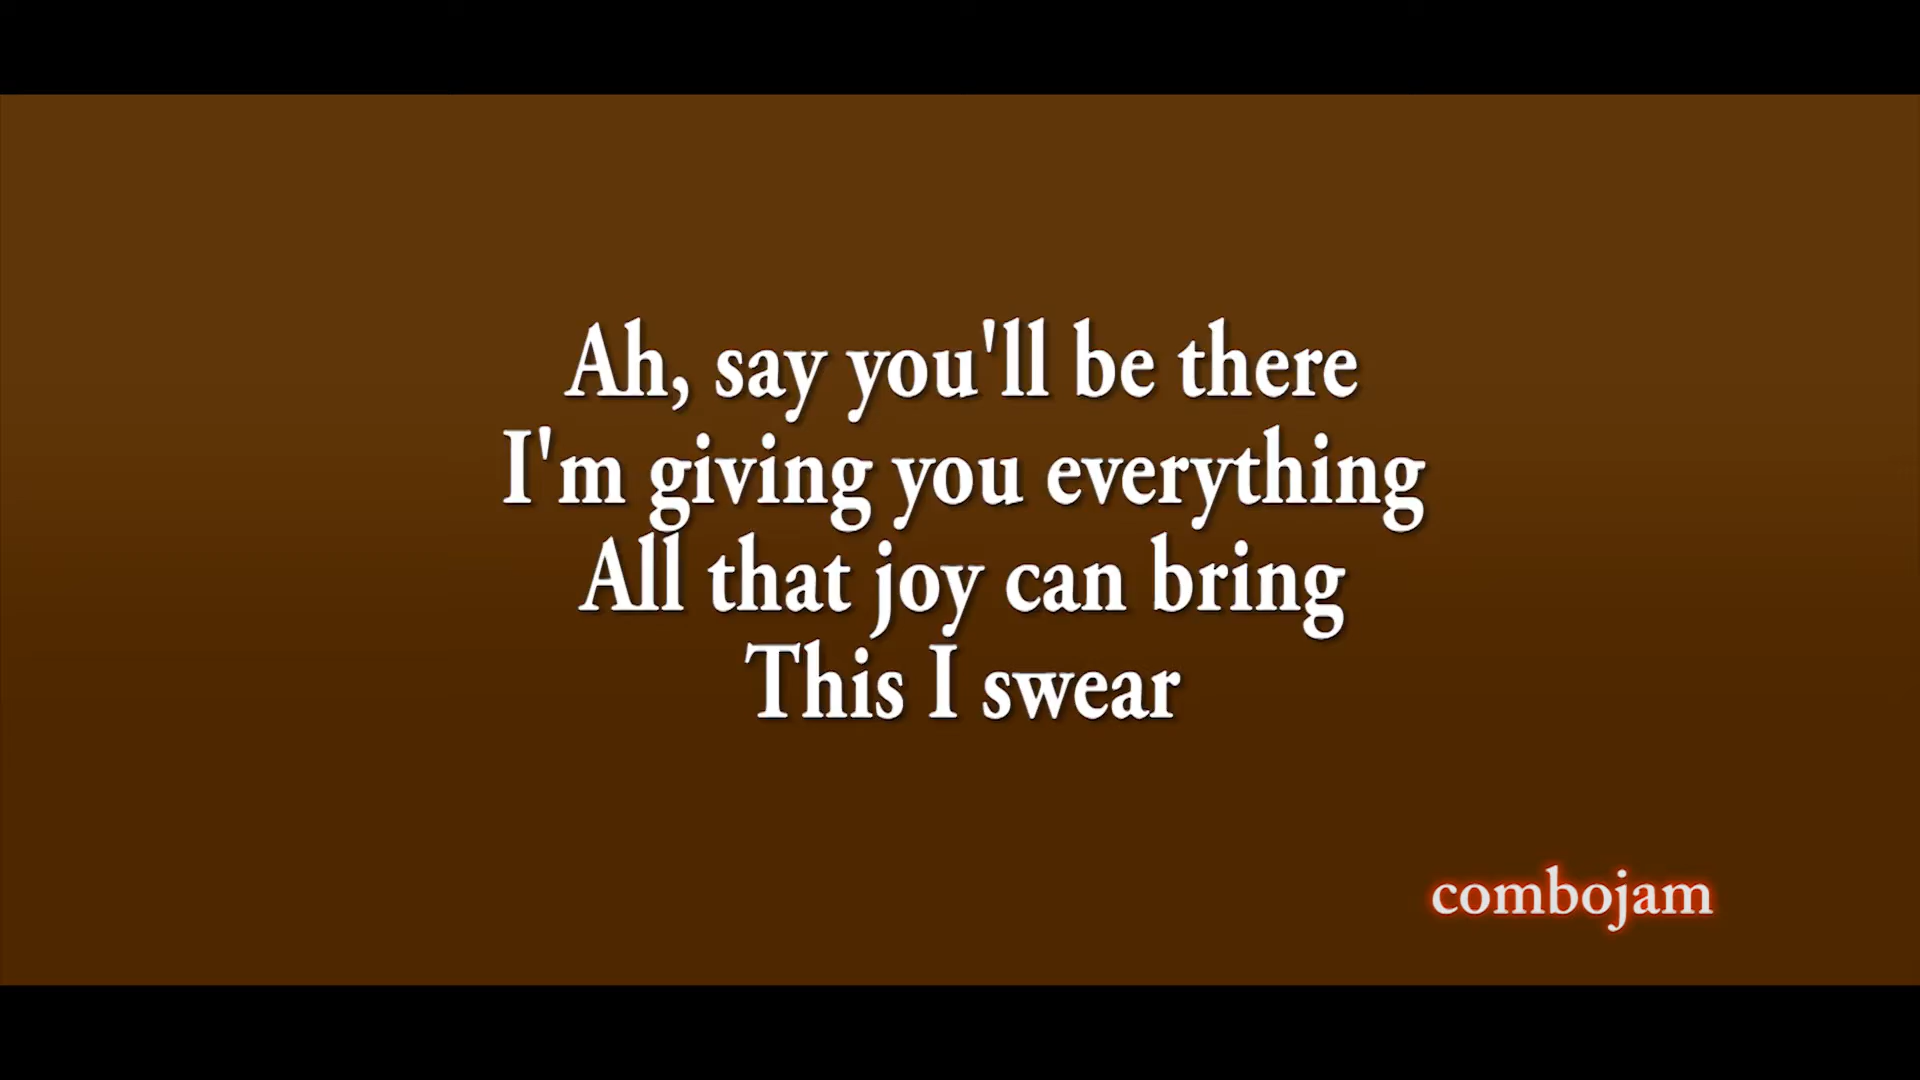 Ah, say you'll be there
I'm giving you everything
All that joy can bring
This I swear
combojam